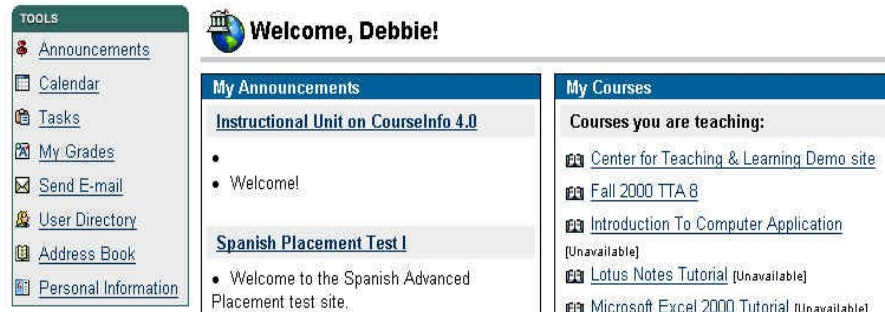 TOOLS
Announcements
Calendar
Tasks
My Grades
Send E-mail
User Directory
Address Book
Personal Information
Welcome, Debbie!
My Announcements
Instructional Unit on CourseInfo 4.0
Welcome!
Spanish Placement Test I
Welcome to the Spanish Advanced
Placement test site.
My Courses
Courses you are teaching:
Center for Teaching & Learning Demo site
Fall 2000 TTA 8
Introduction To Computer Application
[Unavailable]
Lotus Notes Tutorial [Unavailable]
Microsoft Excel 2000 Tutorial [Unavailable]